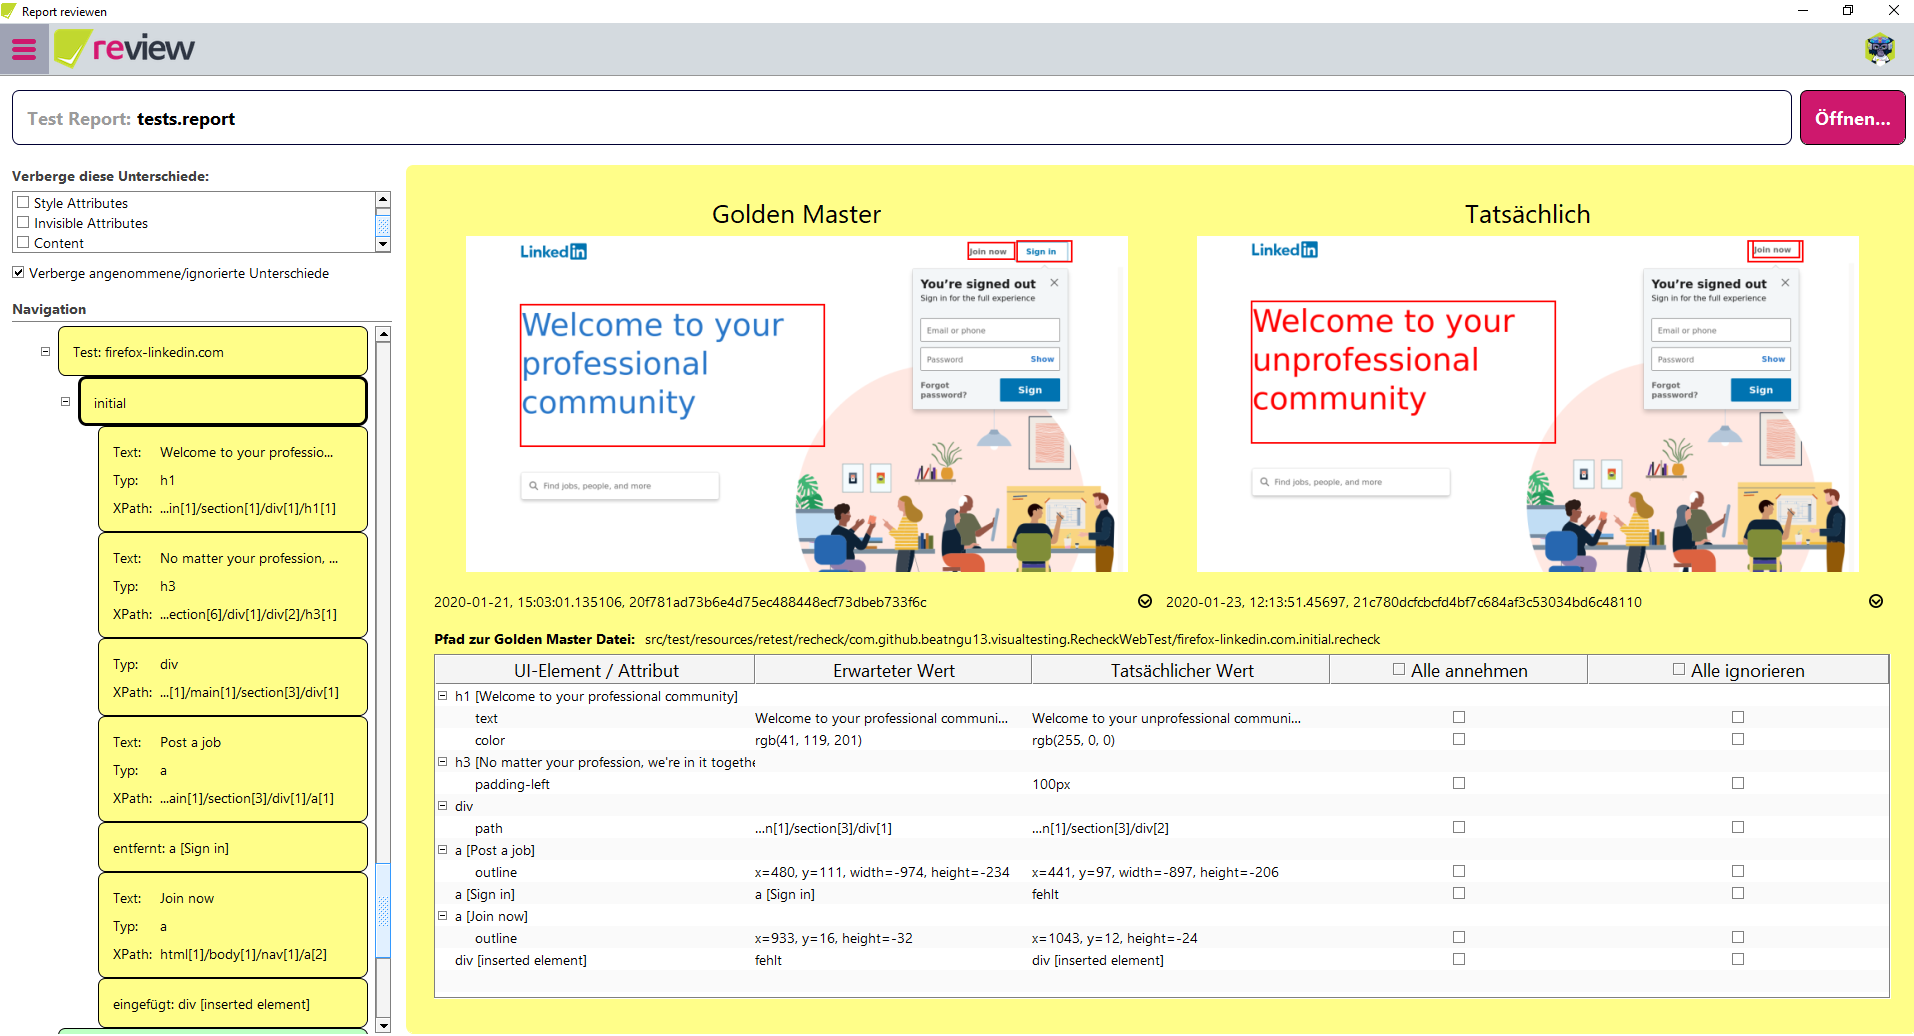 Report reviewen
review
Test Report: tests.report
Öffnen...
Verberge diese Unterschiede:
Style Attributes
Invisible Attributes
Content
Verberge angenommene/ignorierte Unterschiede
Navigation
Test: firefox-linkedin.com
initial
Text: Welcome to your professio...
Typ: h1
XPath: ...in[1]/section[1]/div[1]/h1[1]
Text: No matter your profession, ...
Typ: h3
XPath: ...ection[6]/div[1]/div[2]/h3[1]
Typ: div
XPath: ...[1]/main[1]/section[3]/div[1]
Text: Post a job
Typ: a
XPath: ...ain[1]/section[3]/div[1]/a[1]
entfernt: a [Sign in]
Text: Join now
Typ: a
XPath: html[1]/body[1]/nav[1]/a[2]
eingefügt: div [inserted element]
Golden Master
Linkedin
Join now Sign in
You're signed out
Sign in for the full experience
Email or phone
Password Show
Forgot password? Sign
Welcome to your
professional
community
Find jobs, people, and more
Tatsächlich
Linkedin
Join now
You're signed out
Sign in for the full experience
Email or phone
Password Show
Forgot password? Sign
Welcome to your
unprofessional
community
Find jobs, people, and more
2020-01-21, 15:03:01.135106, 20f781ad73b6e4d75ec488448ecf73dbeb733f6c
2020-01-23, 12:13:51.45697, 21c780dcfcbcfd4bf7c684af3c53034bd6c48110
Pfad zur Golden Master Datei: src/test/resources/retest/recheck/com.github.beatngu13.visualtesting.RecheckWebTest/firefox-linkedin.com.initial.recheck
UI-Element / Attribut Erwarteter Wert Tatsächlicher Wert Alle annehmen Alle ignorieren
h1 [Welcome to your professional community]
text Welcome to your professional communi... Welcome to your unprofessional communi...
color rgb(41, 119, 201) rgb(255, 0, 0)
h3 [No matter your profession, we're in it togethe
padding-left 100px
div
path ...n[1]/section[3]/div[1] ...n[1]/section[3]/div[2]
a [Post a job]
outline x=480, y=111, width=-974, height=-234 x=441, y=97, width=-897, height=-206
a [Sign in] a [Sign in] fehlt
a [Join now]
outline x=933, y=16, height=-32 x=1043, y=12, height=-24
div [inserted element] fehlt div [inserted element]